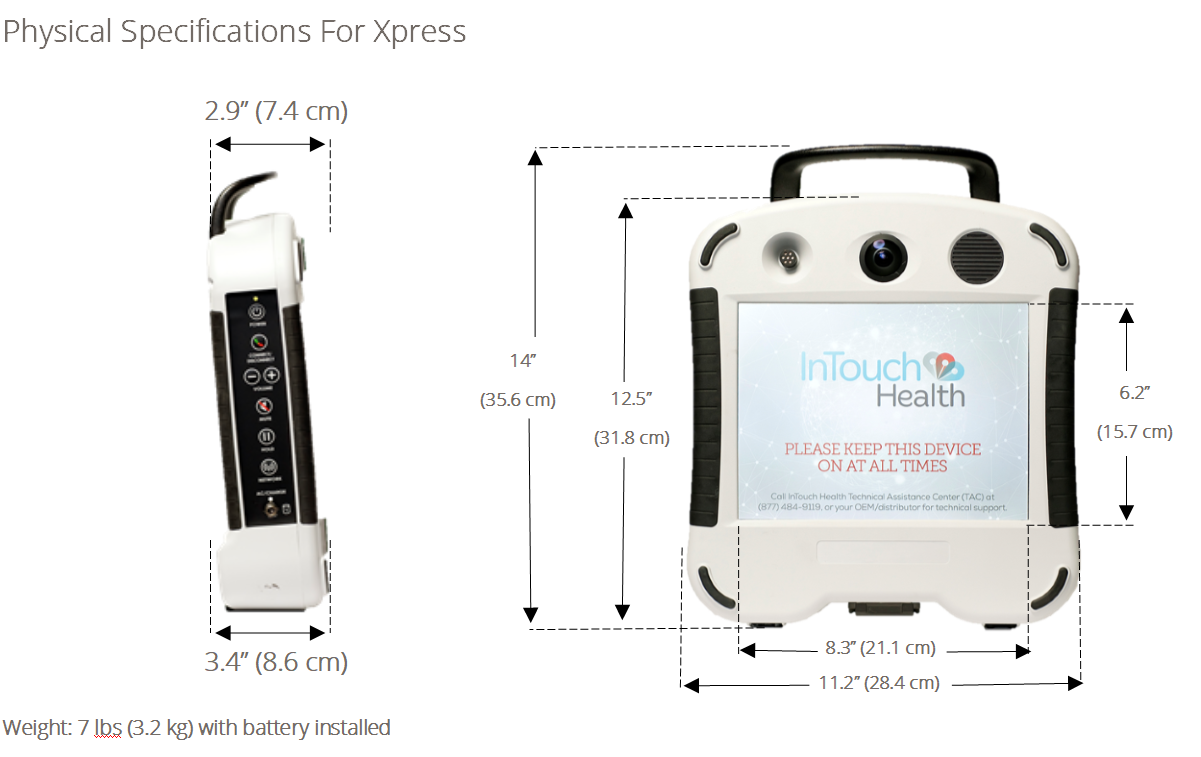 Physical Specifications For Xpress
2.9” (7.4 cm)
POWER
CONNECT/
DISCONNECT
VOLUME
MUTE
NETWORK
AC/CHARGE
3.4” (8.6 cm)
14”
(35.6 cm)
12.5”
(31.8 cm)
InTouch
Health
PLEASE KEEP THIS DEVICE
ON AT ALL TIMES
Call InTouch Health Technical Assistance Center (TAC) at
(877) 484-9119, or your OEM/distributor for technical support.
6.2”
(15.7 cm)
8.3” (21.1 cm)
11.2” (28.4 cm)
Weight: 7 lbs (3.2 kg) with battery installed